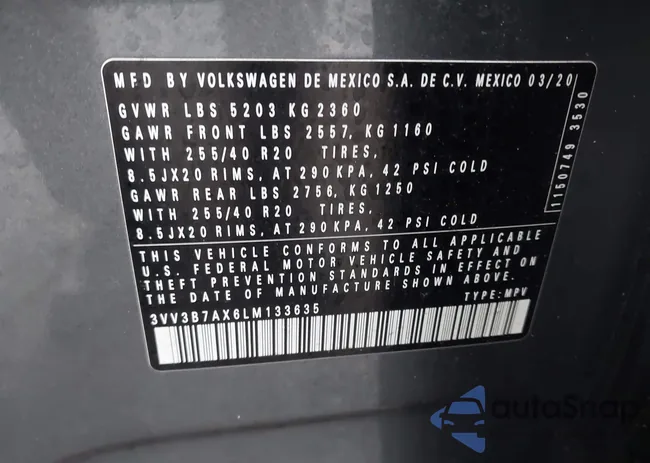 MFD BY VOLKSWAGEN DE MEXICO S.A. DE C.V. MEXICO 03/20
GVWR LBS 5203 KG 2360
GAWR FRONT LBS 2557, KG 1160
WITH 255/40 R20 TIRES,
8.5JX20 RIMS, AT 290 KPA, 42 PSI COLD
GAWR REAR LBS 2756, KG 1250
WITH 255/40 R20 TIRES,
8.5JX20 RIMS, AT 290 KPA, 42 PSI COLD
1150749 3530
THIS VEHICLE CONFORMS TO ALL APPLICABLE
U.S. FEDERAL MOTOR VEHICLE SAFETY AND
THEFT PREVENTION STANDARDS IN EFFECT ON
THE DATE OF MANUFACTURE SHOWN ABOVE.
3VV3B7AX6LM133635 TYPE: MPV
autoSnap